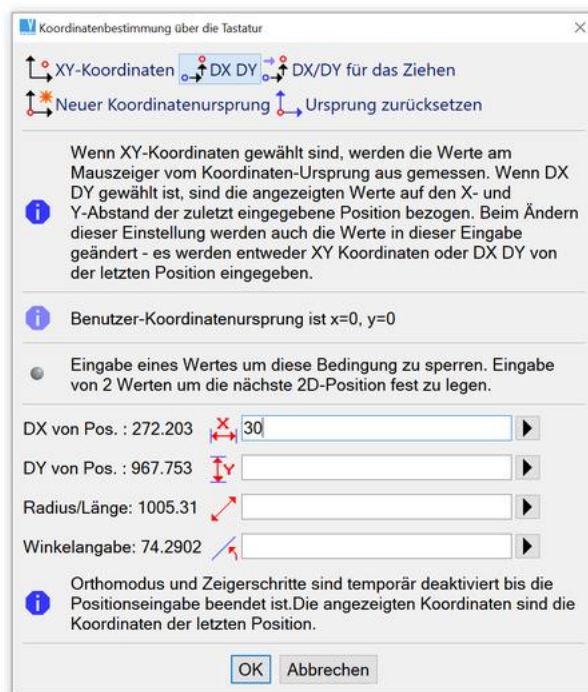 Koordinatenbestimmung über die Tastatur
XY-Koordinaten DX DY DX/DY für das Ziehen
Neuer Koordinatenursprung Ursprung zurücksetzen
Wenn XY-Koordinaten gewählt sind, werden die Werte am
Mauszeiger vom Koordinaten-Ursprung aus gemessen. Wenn DX
DY gewählt ist, sind die angezeigten Werte auf den X- und
Y-Abstand der zuletzt eingegebene Position bezogen. Beim Ändern
dieser Einstellung werden auch die Werte in dieser Eingabe
geändert - es werden entweder XY Koordinaten oder DX DY von
der letzten Position eingegeben.
Benutzer-Koordinatenursprung ist x=0, y=0
Eingabe eines Wertes um diese Bedingung zu sperren. Eingabe
von 2 Werten um die nächste 2D-Position fest zu legen.
DX von Pos. : 272.203 X 30
DY von Pos. : 967.753 Y
Radius/Länge: 1005.31
Winkelangabe: 74.2902
Orthomodus und Zeigerschritte sind temporär deaktiviert bis die
Positionseingabe beendet ist.Die angezeigten Koordinaten sind die
Koordinaten der letzten Position.
OK Abbrechen